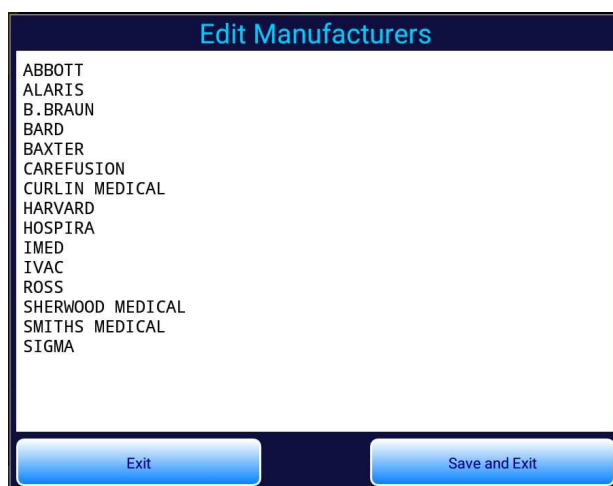 Edit Manufacturers
ABBOTT
ALARIS
B.BRAUN
BARD
BAXTER
CAREFUSION
CURLIN MEDICAL
HARVARD
HOSPIRA
IMED
IVAC
ROSS
SHERWOOD MEDICAL
SMITHS MEDICAL
SIGMA
Exit Save and Exit